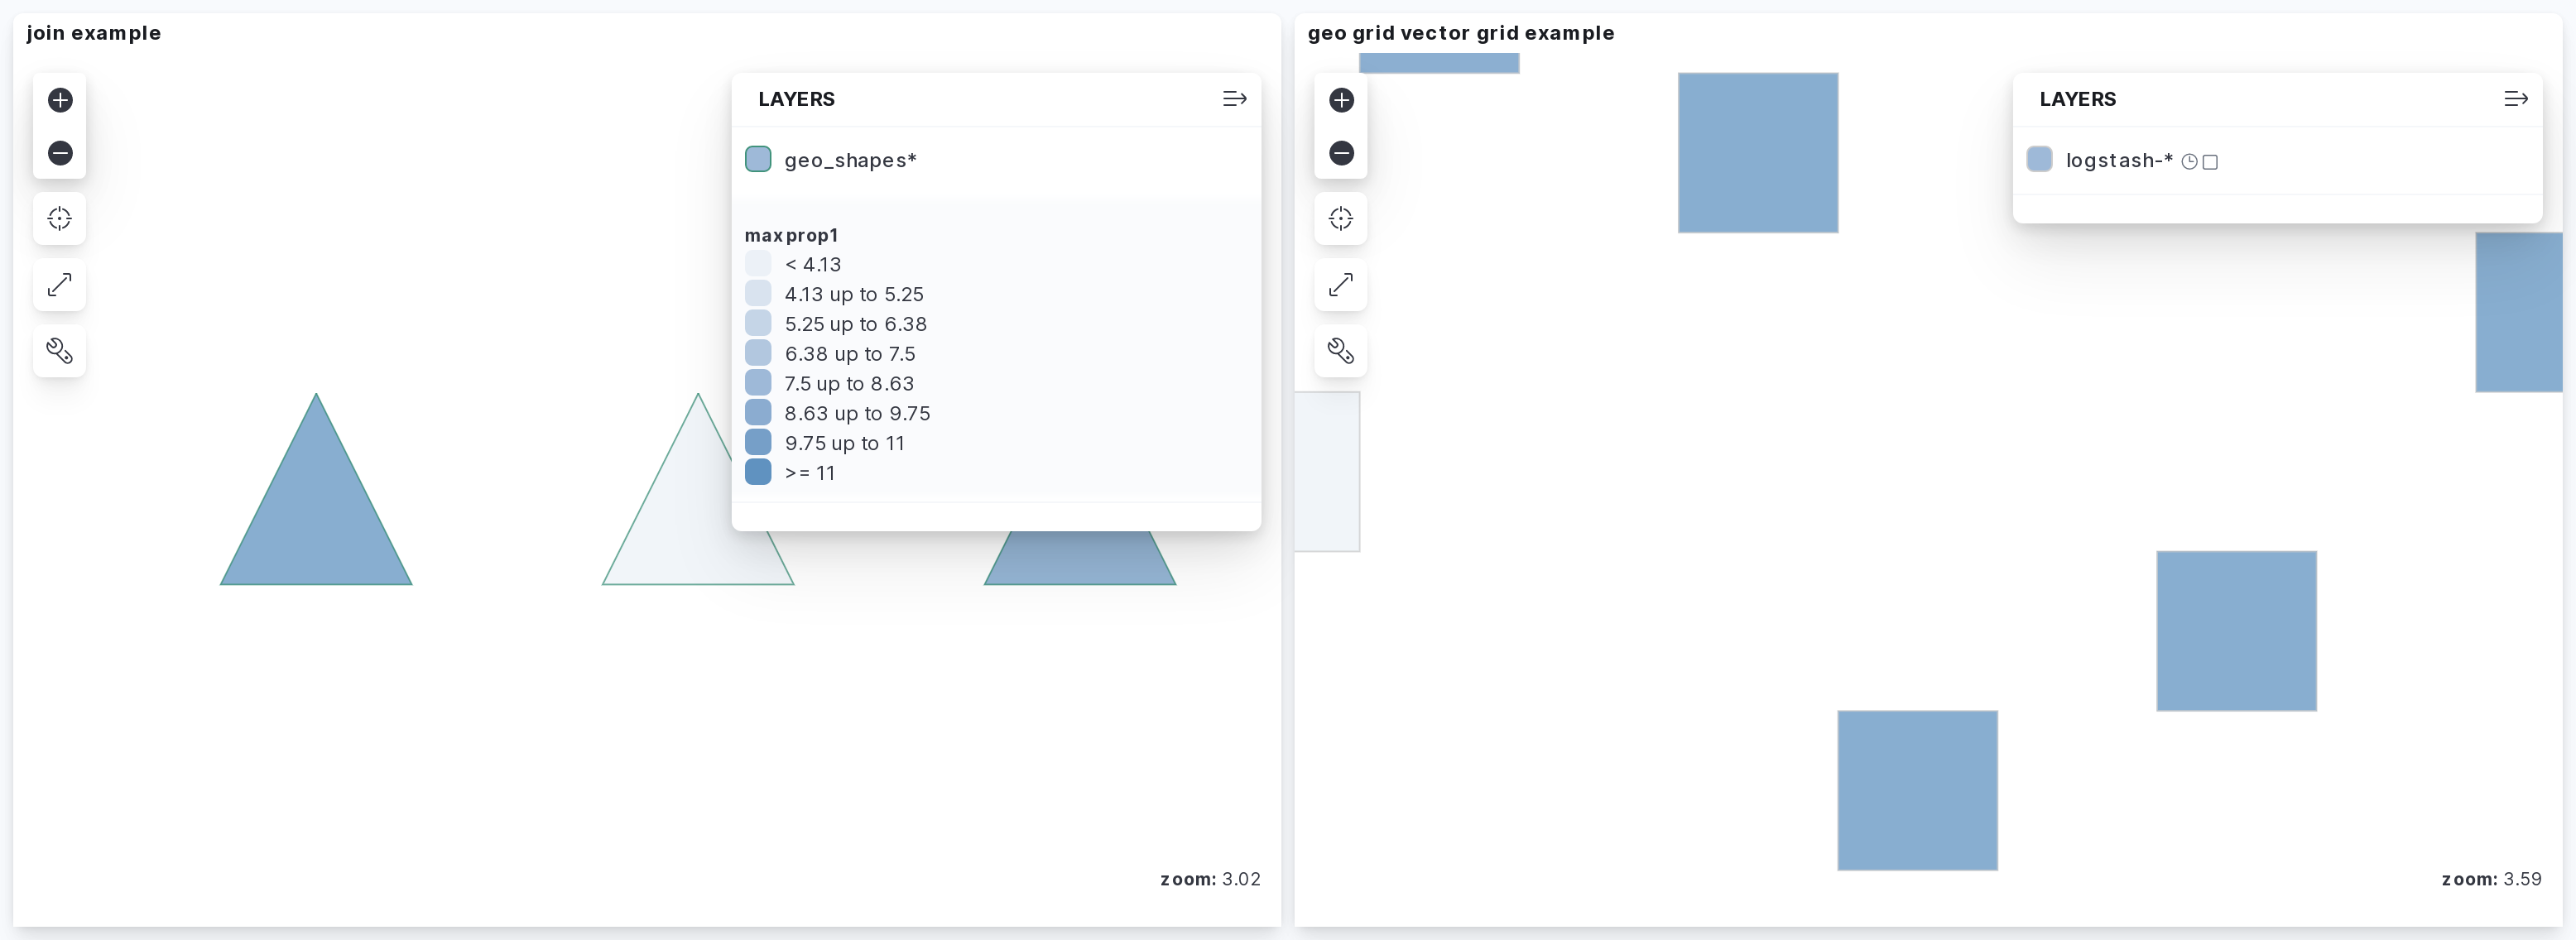 join example
LAYERS
geo_shapes*
max prop1
< 4.13
4.13 up to 5.25
5.25 up to 6.38
6.38 up to 7.5
7.5 up to 8.63
8.63 up to 9.75
9.75 up to 11
>= 11
zoom: 3.02
geo grid vector grid example
LAYERS
logstash-*
zoom: 3.59